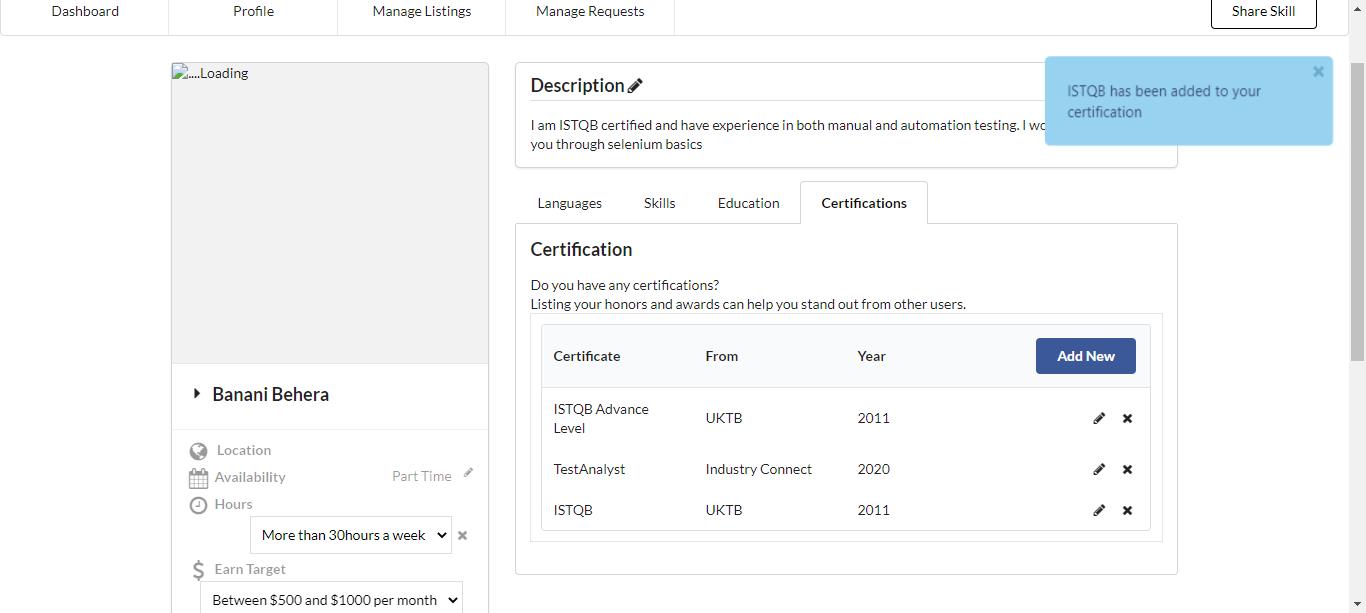 Dashboard
Profile
Manage Listings
Manage Requests
Share Skill
....Loading
Description
I am ISTQB certified and have experience in both manual and automation testing. I
you through selenium basics
ISTQB has been added to your
certification
Languages
Skills
Education
Certifications
Certification
Do you have any certifications?
Listing your honors and awards can help you stand out from other users.
Certificate From Year Add New
ISTQB Advance
Level
UKTB 2011
TestAnalyst Industry Connect 2020
ISTQB UKTB 2011
Banani Behera
Location
Availability Part Time
Hours
More than 30hours a week
Earn Target
Between $500 and $1000 per month